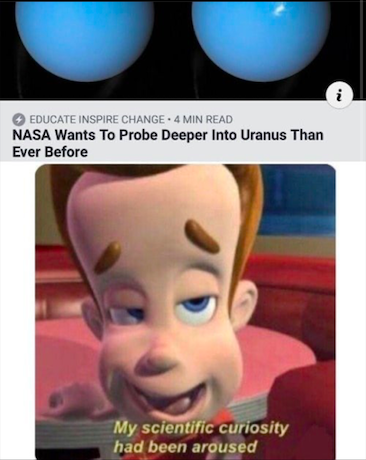 EDUCATE INSPIRE CHANGE • 4 MIN READ
NASA Wants To Probe Deeper Into Uranus Than
Ever Before
My scientific curiosity
had been aroused